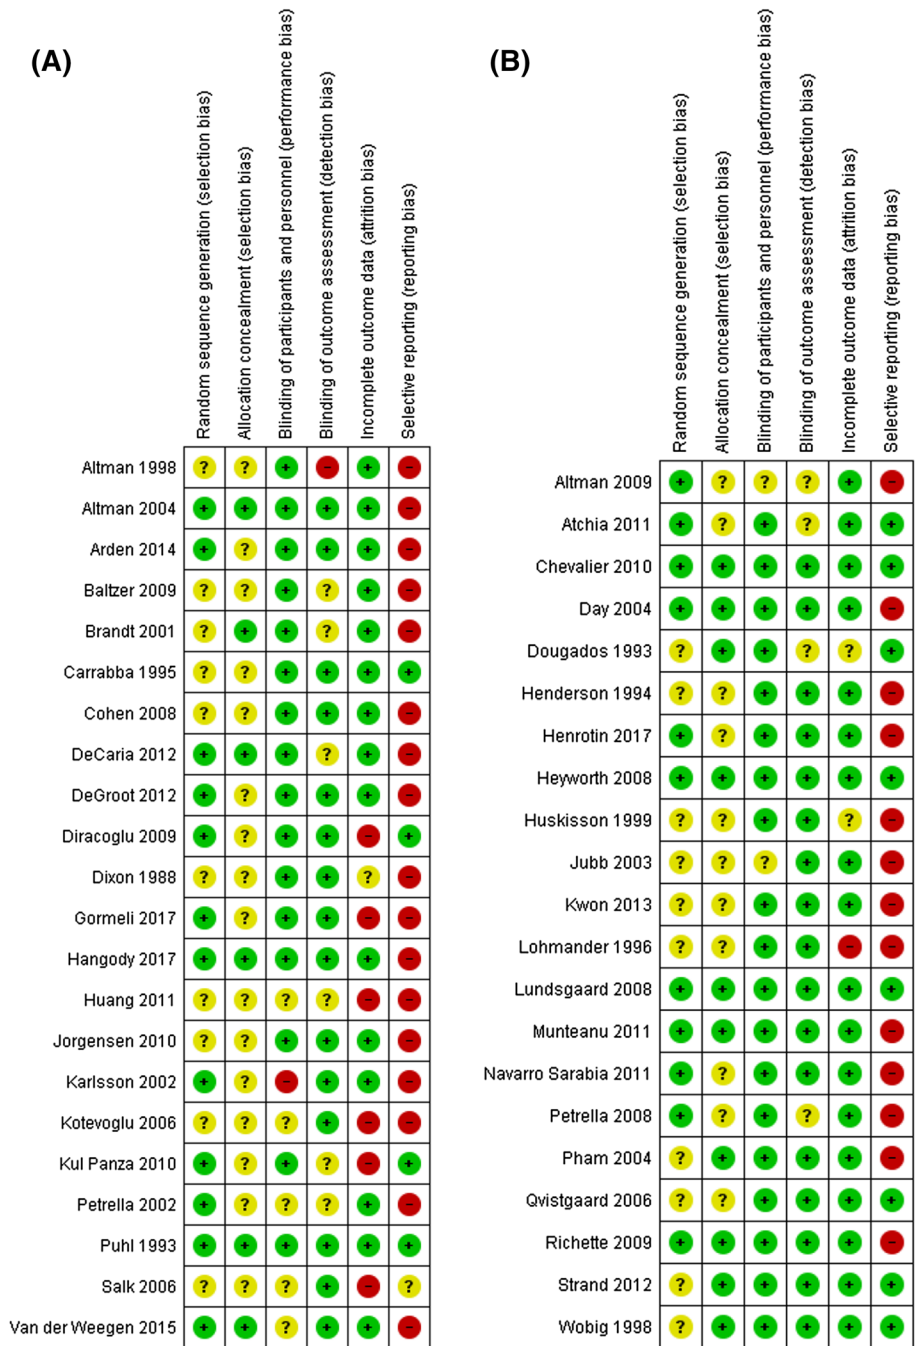 (A)
Random sequence generation (selection bias)
Allocation concealment (selection bias)
Blinding of participants and personnel (performance bias)
Blinding of outcome assessment (detection bias)
Incomplete outcome data (attrition bias)
Selective reporting (reporting bias)
Altman 1998 ? ? + - + -
Altman 2004 + + + + + -
Arden 2014 + ? + + + -
Baltzer 2009 ? ? + ? + -
Brandt 2001 ? + + ? + -
Carrabba 1995 ? ? + + + +
Cohen 2008 ? ? + + + -
DeCaria 2012 + + + ? + -
DeGroot 2012 + ? + + + -
Diracoglu 2009 + ? + + - +
Dixon 1988 ? ? + + ? -
Gormeli 2017 + ? + + - -
Hangody 2017 + + + + + -
Huang 2011 ? ? ? ? - -
Jorgensen 2010 ? ? + + + -
Karlsson 2002 + ? - + + -
Kotevoglu 2006 ? ? ? + - -
Kul Panza 2010 + ? + ? - +
Petrella 2002 + ? ? ? + -
Puhl 1993 + + + + + +
Salk 2006 ? ? ? + - ?
Van der Weegen 2015 + + ? + + -
(B)
Random sequence generation (selection bias)
Allocation concealment (selection bias)
Blinding of participants and personnel (performance bias)
Blinding of outcome assessment (detection bias)
Incomplete outcome data (attrition bias)
Selective reporting (reporting bias)
Altman 2009 + ? ? ? + -
Atchia 2011 + ? + ? + +
Chevalier 2010 + + + + + +
Day 2004 + + + + + -
Dougados 1993 ? + + ? ? +
Henderson 1994 ? ? + + + -
Henrotin 2017 + ? + + + -
Heyworth 2008 + + + + + +
Huskisson 1999 ? ? + + ? -
Jubb 2003 ? ? ? + + -
Kwon 2013 ? ? + + + -
Lohmander 1996 ? ? + + - -
Lundsgaard 2008 + + + + + +
Munteanu 2011 + + + + + -
Navarro Sarabia 2011 + ? + + + -
Petrella 2008 + ? + ? + -
Pham 2004 ? + + + + -
Qvistgaard 2006 ? ? + + + +
Richette 2009 + + + + + -
Strand 2012 ? + + + + +
Wobig 1998 ? + + + + +